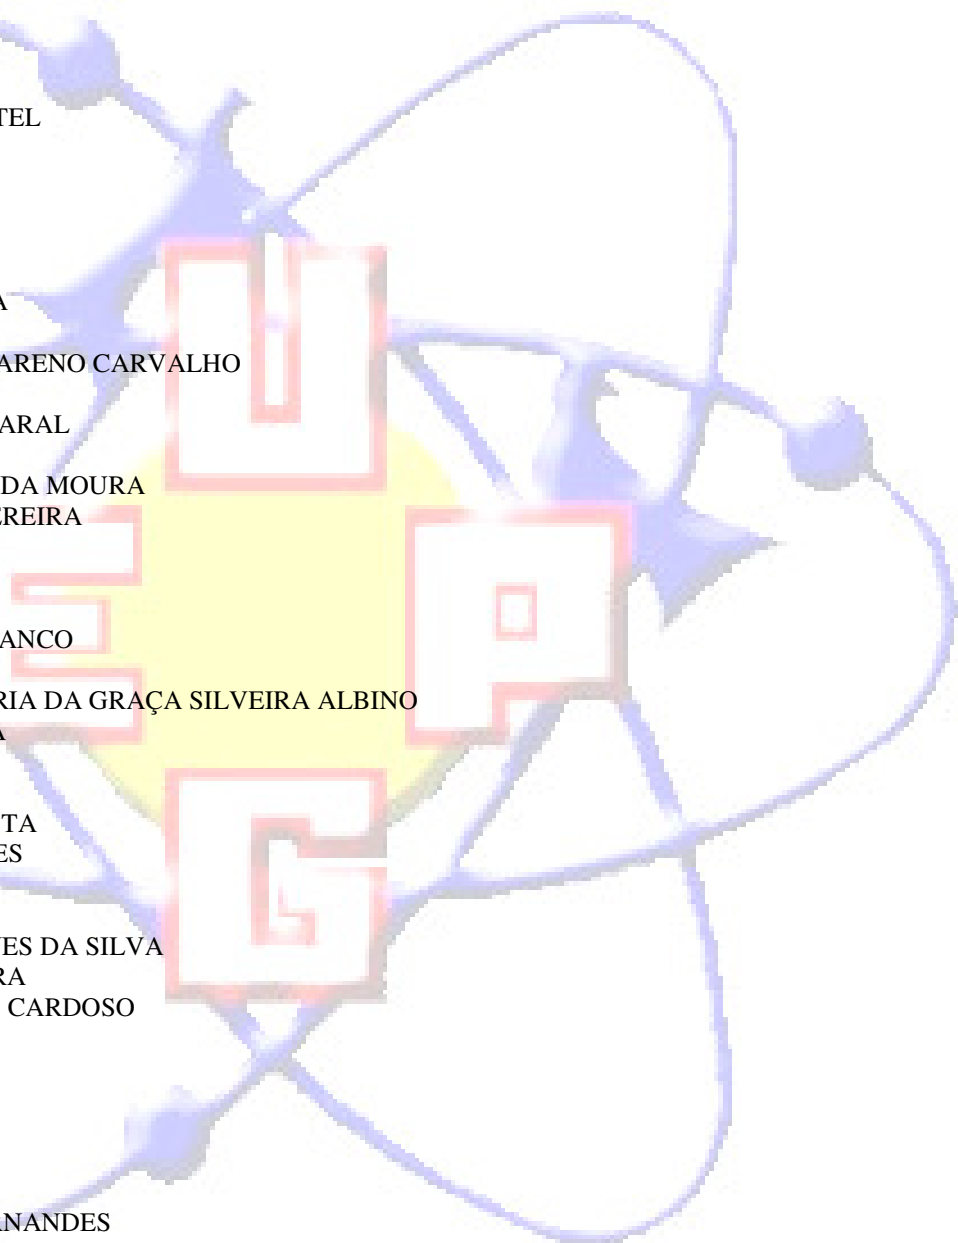 TEL
U
A
ARENO CARVALHO
ARAL
DA MOURA
EREIRA
E P
ANCO
RIA DA GRAÇA SILVEIRA ALBINO
A
TA
ES
G
ES DA SILVA
RA
CARDOSO
RNANDES